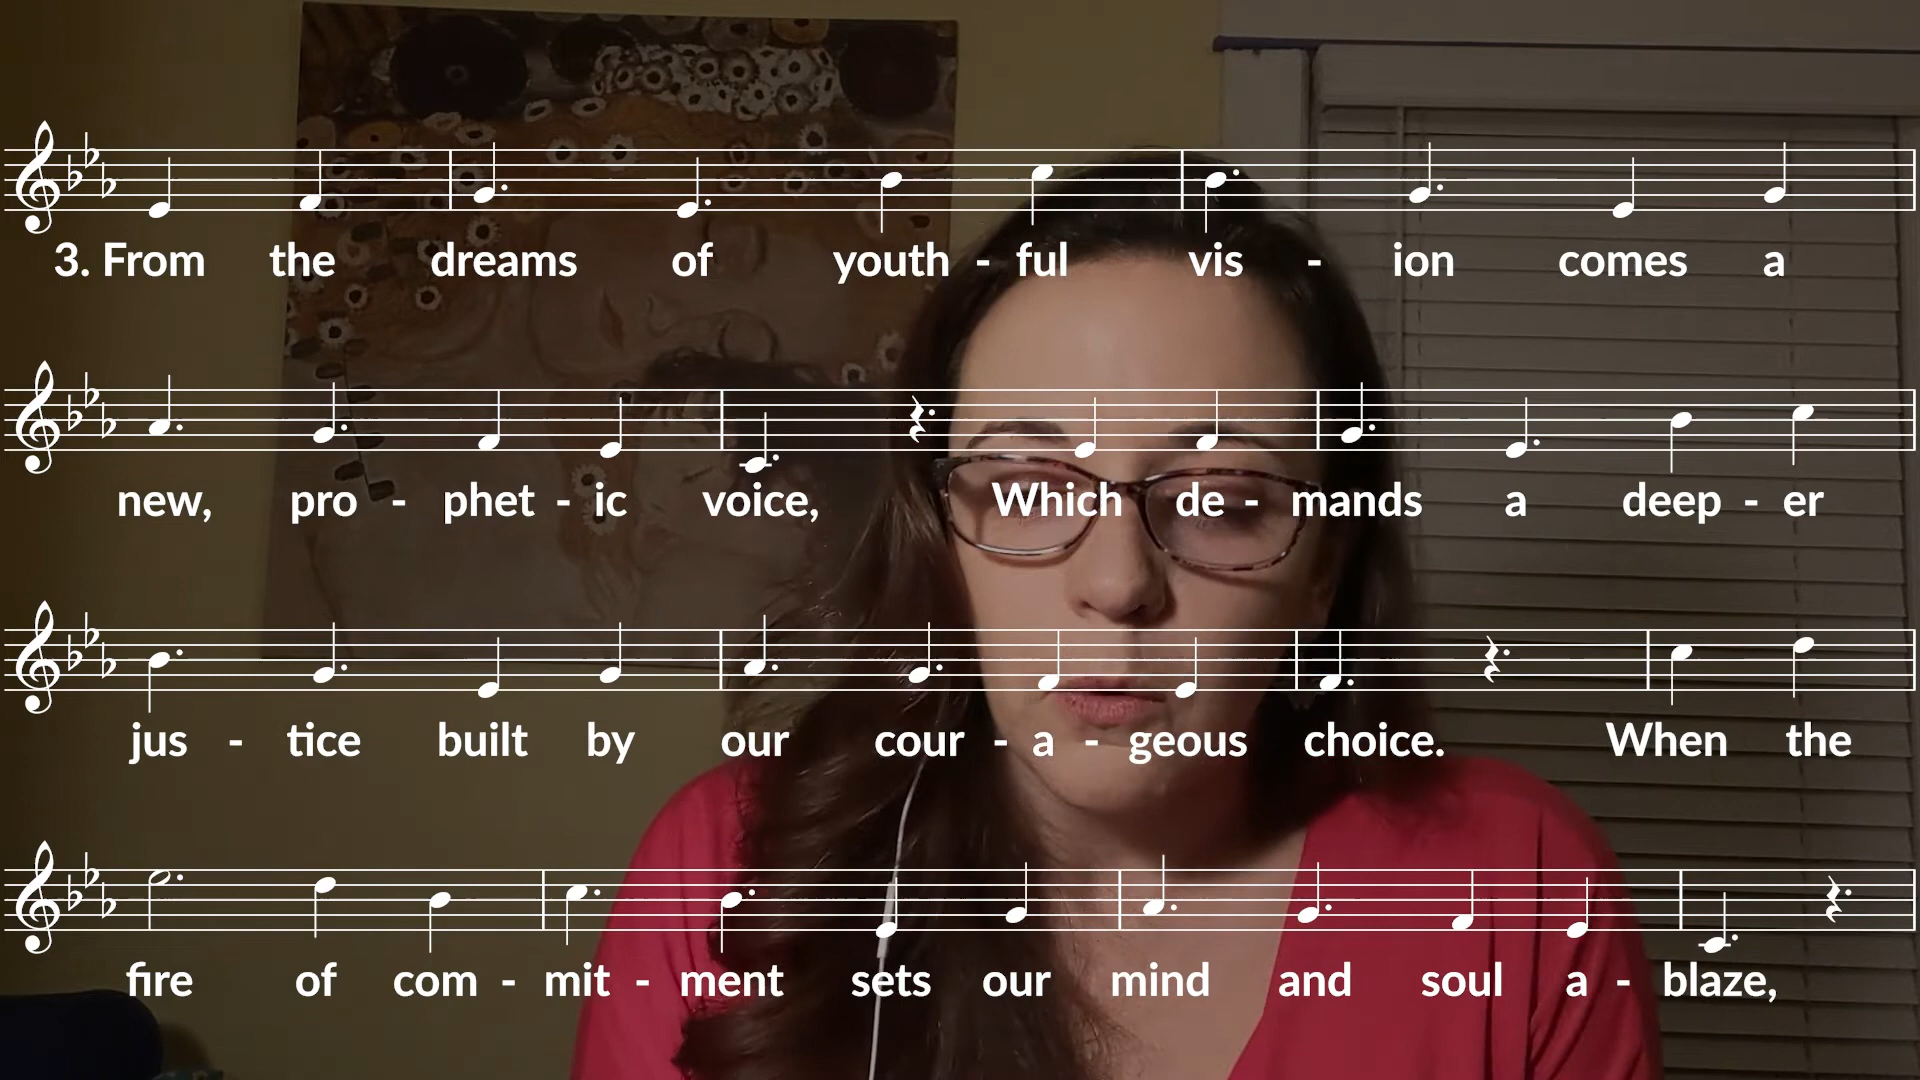 3. From the dreams of youth - ful vis - ion comes a
new, pro - phet - ic voice, Which de - mands a deep - er
jus - tice built by our cour - a - geous choice. When the
fire of com - mit - ment sets our mind and soul a - blaze,